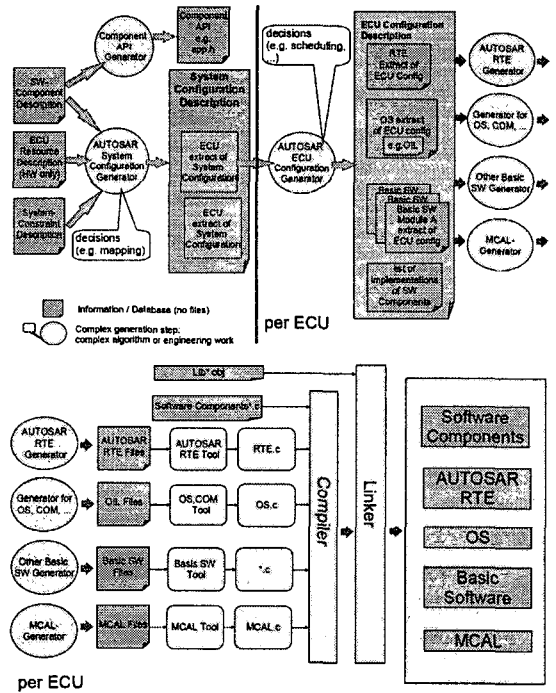 Component
API
Generator
Component
API
e.g.
app.h
SW-
Component
Description
ECU
Resource
Description
(HW only)
System-
Constraint
Description
AUTOSAR
System
Configuration
Generator
decisions
(e.g. mapping)
System
Configuration
Description
ECU
extract of
System
Configuration
ECU
extract of
System
Configuration
decisions
(e.g. scheduling,
...)
AUTOSAR
ECU
Configuration
Generator
ECU Configuration
Description
RTE
Extract of
ECU Config
OS extract
of ECU config
e.g.OIL
Basic SW
Basic SW
Basic SW
Module A
extract of
ECU config
list of
implementations
of SW
Components
AUTOSAR
RTE
Generator
Generator for
OS, COM, ...
Other Basic
SW Generator
MCAL-
Generator
Information / Database (no files)
Complex generation step:
complex algorithm or engineering work
per ECU
LIB*.obj
Software Components*.c
AUTOSAR
RTE
Generator
AUTOSAR
RTE Files
AUTOSAR
RTE Tool
RTE.c
Generator for
OS, COM, ...
OIL Files
OS,COM
Tool
OS.c
Other Basic
SW Generator
Basic SW
Files
Basis SW
Tool
*.c
MCAL-
Generator
MCAL Files
MCAL Tool
MCAL.c
Compiler
Linker
Software
Components
AUTOSAR
RTE
OS
Basic
Software
MCAL
per ECU